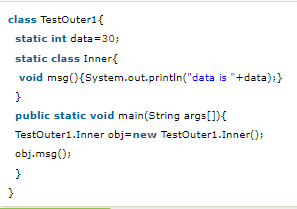 class TestOuter1{
static int data=30;
static class Inner{
void msg(){System.out.println("data is "+data);}
}
public static void main(String args[]){
TestOuter1.Inner obj=new TestOuter1.Inner();
obj.msg();
}
}